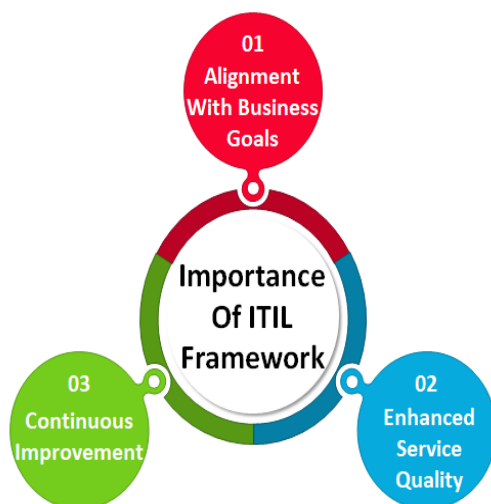 01
Alignment
With Business
Goals
Importance
Of ITIL
Framework
02
Enhanced
Service
Quality
03
Continuous
Improvement